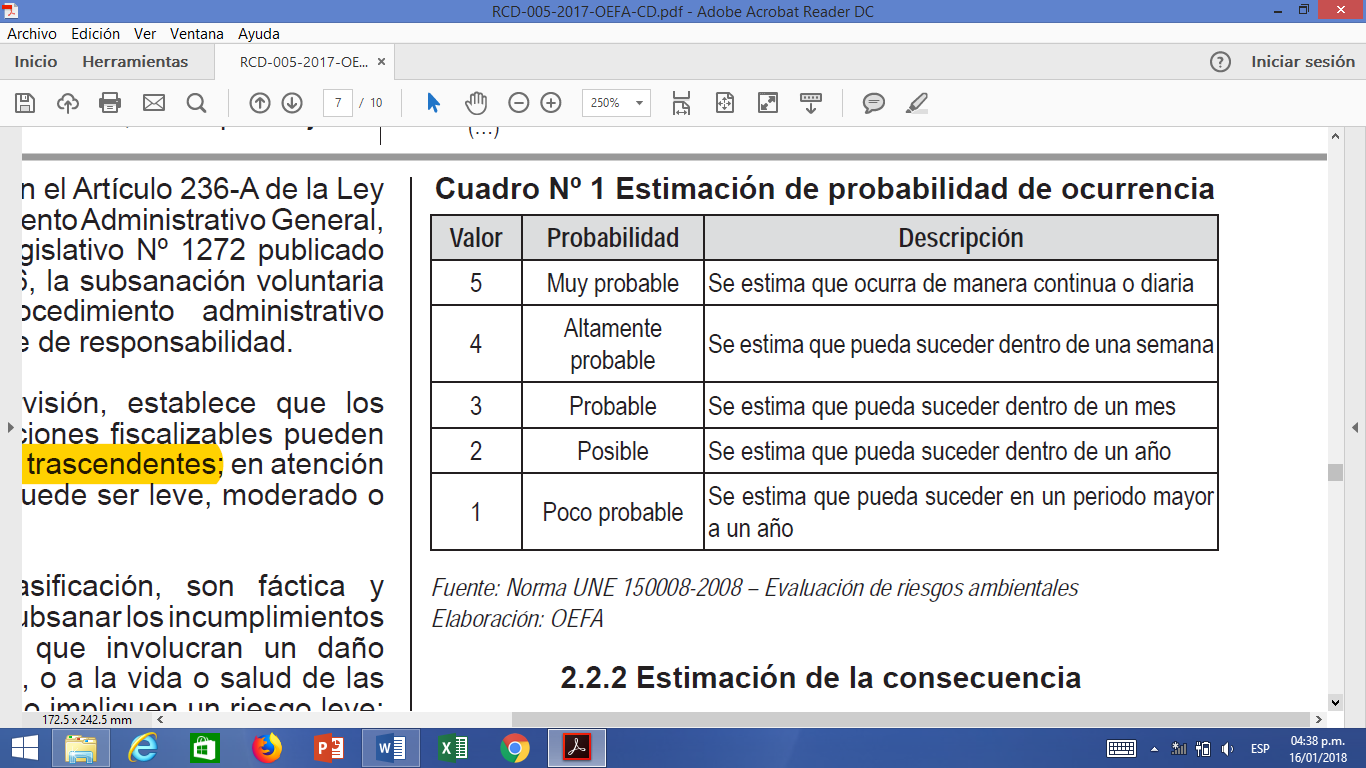 RCD-005-2017-OEFA-CD.pdf - Adobe Acrobat Reader DC
Archivo Edición Ver Ventana Ayuda
Inicio Herramientas RCD-005-2017-OE... × Iniciar sesión
7 / 10 250%
(...)
n el Artículo 236-A de la Ley
ento Administrativo General,
gislativo Nº 1272 publicado
6, la subsanación voluntaria
ocedimiento administrativo
e de responsabilidad.
visión, establece que los
ciones fiscalizables pueden
trascendentes; en atención
uede ser leve, moderado o
asificación, son fáctica y
ubsanar los incumplimientos
que involucran un daño
, o a la vida o salud de las
o impliquen un riesgo leve;
Cuadro Nº 1 Estimación de probabilidad de ocurrencia
Valor Probabilidad Descripción
5 Muy probable Se estima que ocurra de manera continua o diaria
4 Altamente probable Se estima que pueda suceder dentro de una semana
3 Probable Se estima que pueda suceder dentro de un mes
2 Posible Se estima que pueda suceder dentro de un año
1 Poco probable Se estima que pueda suceder en un periodo mayor
a un año
Fuente: Norma UNE 150008-2008 – Evaluación de riesgos ambientales
Elaboración: OEFA
2.2.2 Estimación de la consecuencia
172.5 x 242.5 mm
ESP 04:38 p.m.
16/01/2018